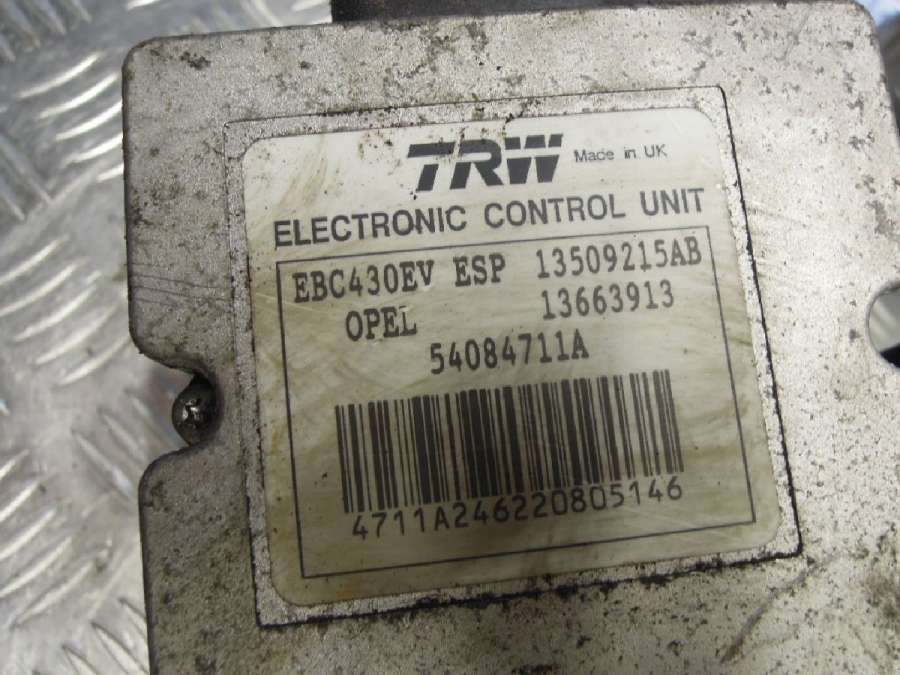 TRW Made in UK
ELECTRONIC CONTROL UNIT
EBC430EV ESP 13509215AB
OPEL 13663913
54084711A
4711A246220805146